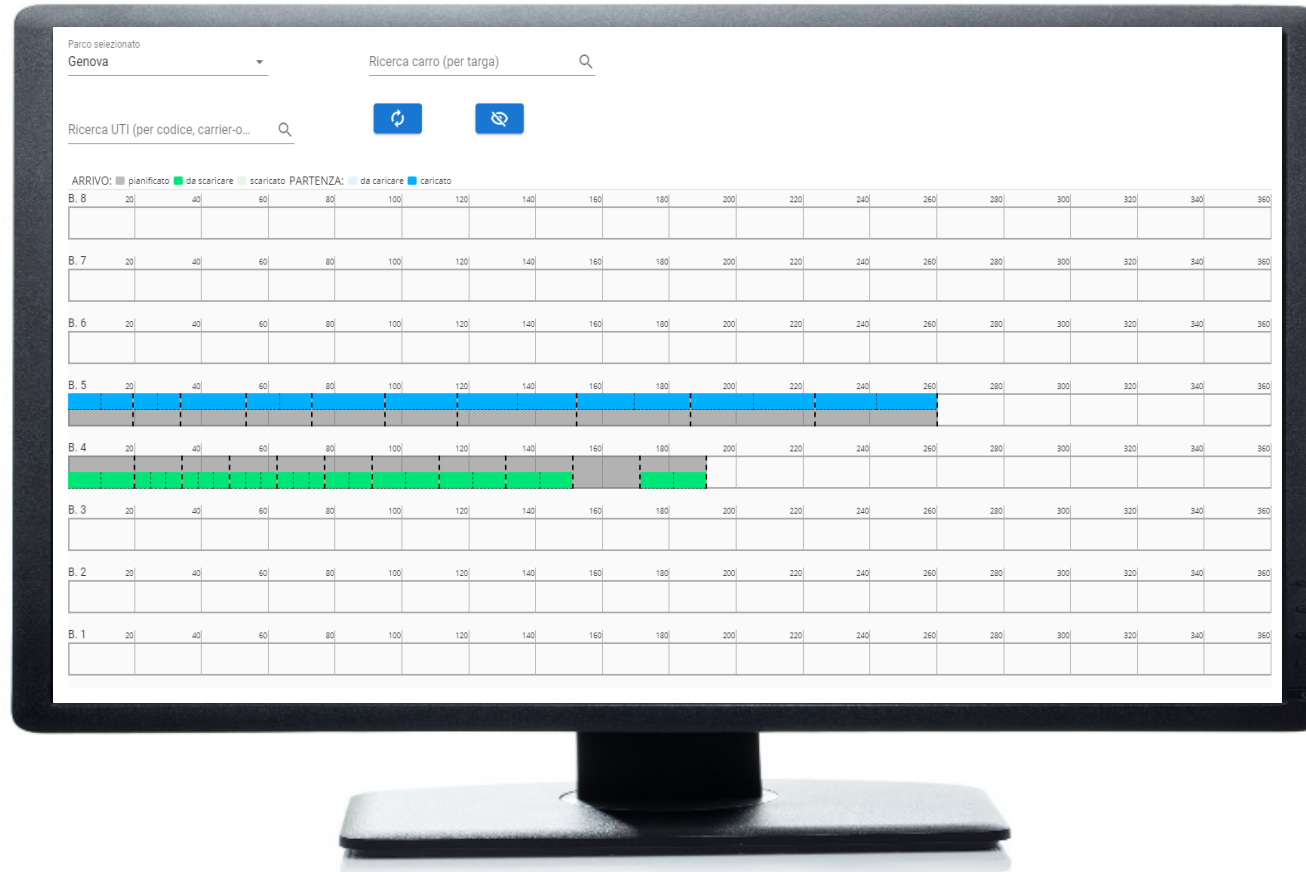 Parco selezionato
Genova
Ricerca carro (per targa)
Ricerca UTI (per codice, carrier-o...
ARRIVO: pianificato da scaricare scaricato PARTENZA: da caricare caricato
B. 8 20 40 60 80 100 120 140 160 180 200 220 240 260 280 300 320 340 360
B. 7 20 40 60 80 100 120 140 160 180 200 220 240 260 280 300 320 340 360
B. 6 20 40 60 80 100 120 140 160 180 200 220 240 260 280 300 320 340 360
B. 5 20 40 60 80 100 120 140 160 180 200 220 240 260 280 300 320 340 360
B. 4 20 40 60 80 100 120 140 160 180 200 220 240 260 280 300 320 340 360
B. 3 20 40 60 80 100 120 140 160 180 200 220 240 260 280 300 320 340 360
B. 2 20 40 60 80 100 120 140 160 180 200 220 240 260 280 300 320 340 360
B. 1 20 40 60 80 100 120 140 160 180 200 220 240 260 280 300 320 340 360